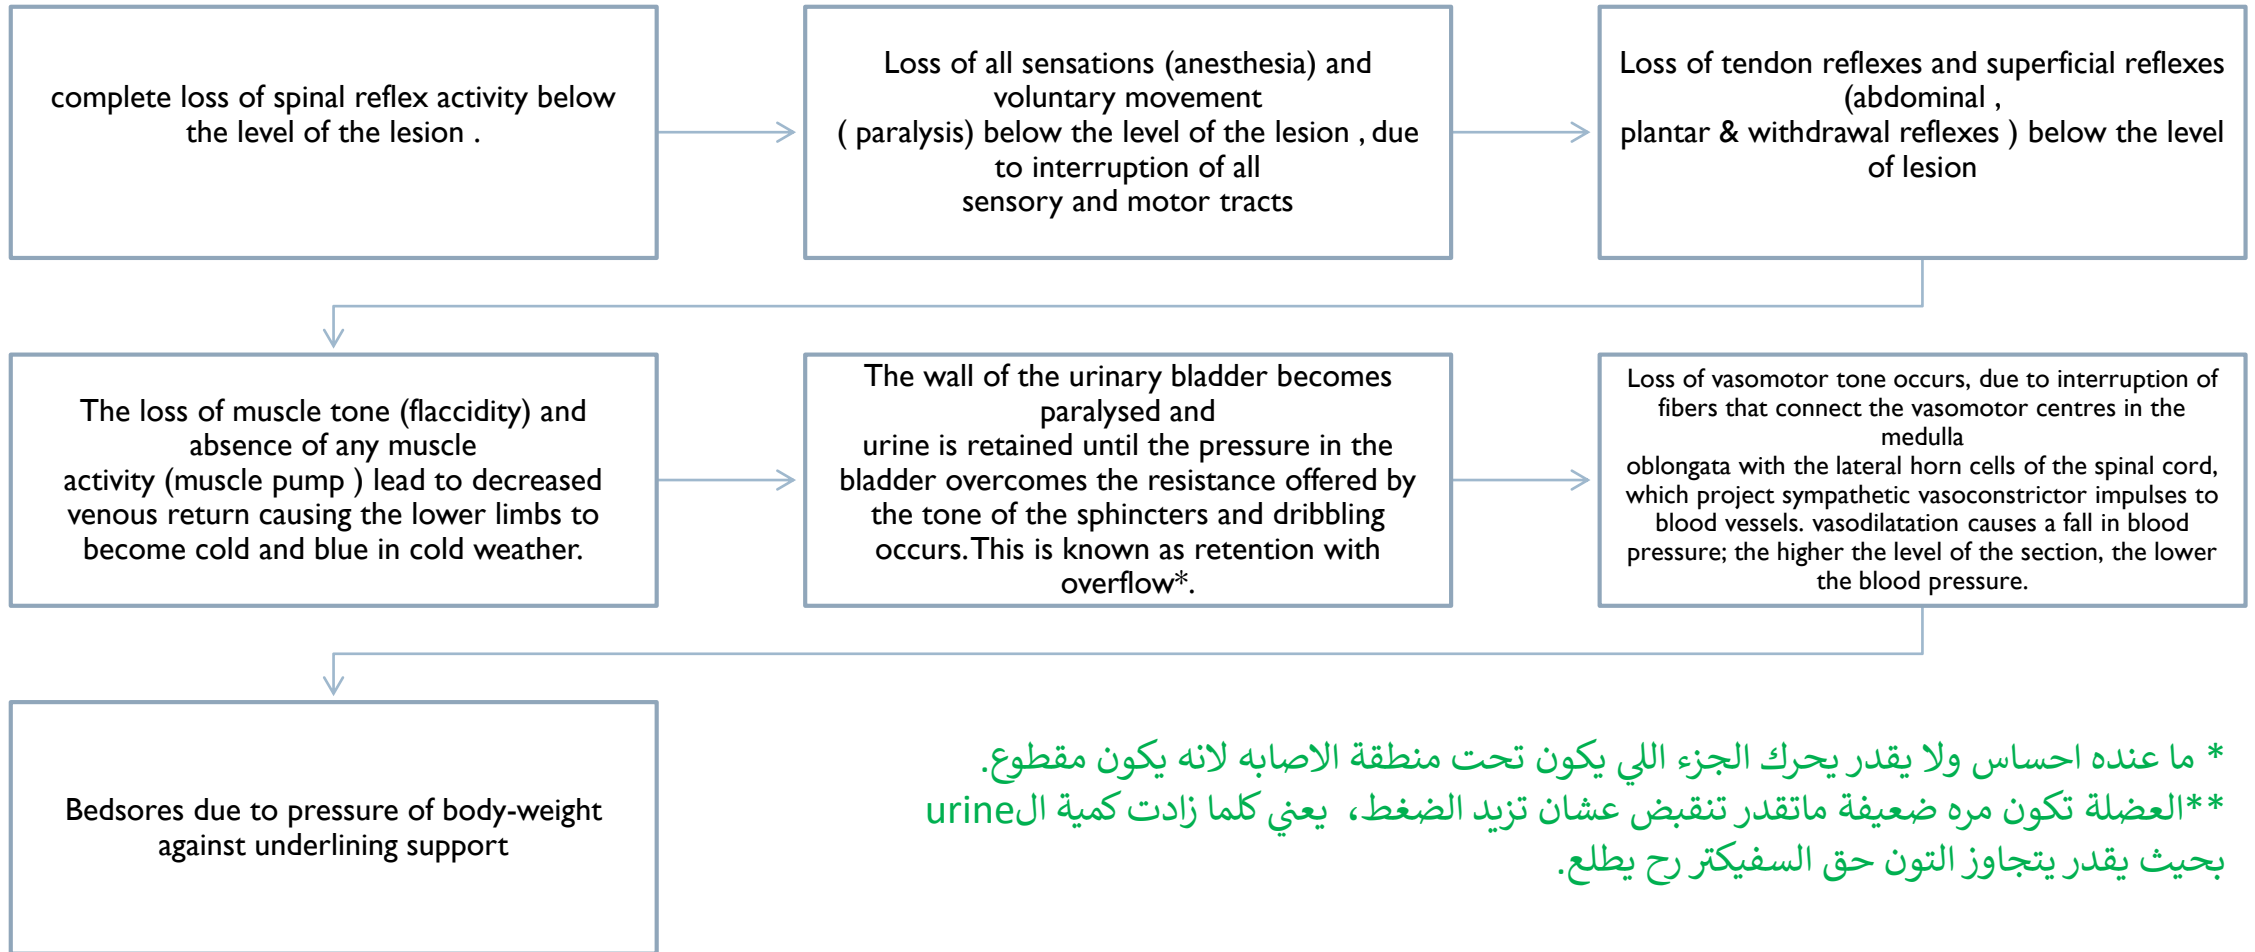 complete loss of spinal reflex activity below
the level of the lesion .
Loss of all sensations (anesthesia) and
voluntary movement
( paralysis) below the level of the lesion , due
to interruption of all
sensory and motor tracts
Loss of tendon reflexes and superficial reflexes
(abdominal ,
plantar & withdrawal reflexes ) below the level
of lesion
The loss of muscle tone (flaccidity) and
absence of any muscle
activity (muscle pump ) lead to decreased
venous return causing the lower limbs to
become cold and blue in cold weather.
The wall of the urinary bladder becomes
paralysed and
urine is retained until the pressure in the
bladder overcomes the resistance offered by
the tone of the sphincters and dribbling
occurs. This is known as retention with
overflow*.
Loss of vasomotor tone occurs, due to interruption of
fibers that connect the vasomotor centres in the
medulla
oblongata with the lateral horn cells of the spinal cord,
which project sympathetic vasoconstrictor impulses to
blood vessels. vasodilatation causes a fall in blood
pressure; the higher the level of the section, the lower
the blood pressure.
Bedsores due to pressure of body-weight
against underlining support
* ما عنده احساس ولا يقدر يحرك الجزء اللي يكون تحت منطقة الاصابه لانه يكون مقطوع.
**العضلة تكون مره ضعيفة ماتقدر تنقبض عشان تزيد الضغط، يعني كلما زادت كمية الurine
بحيث يقدر يتجاوز التون حق السفيكتر رح يطلع.